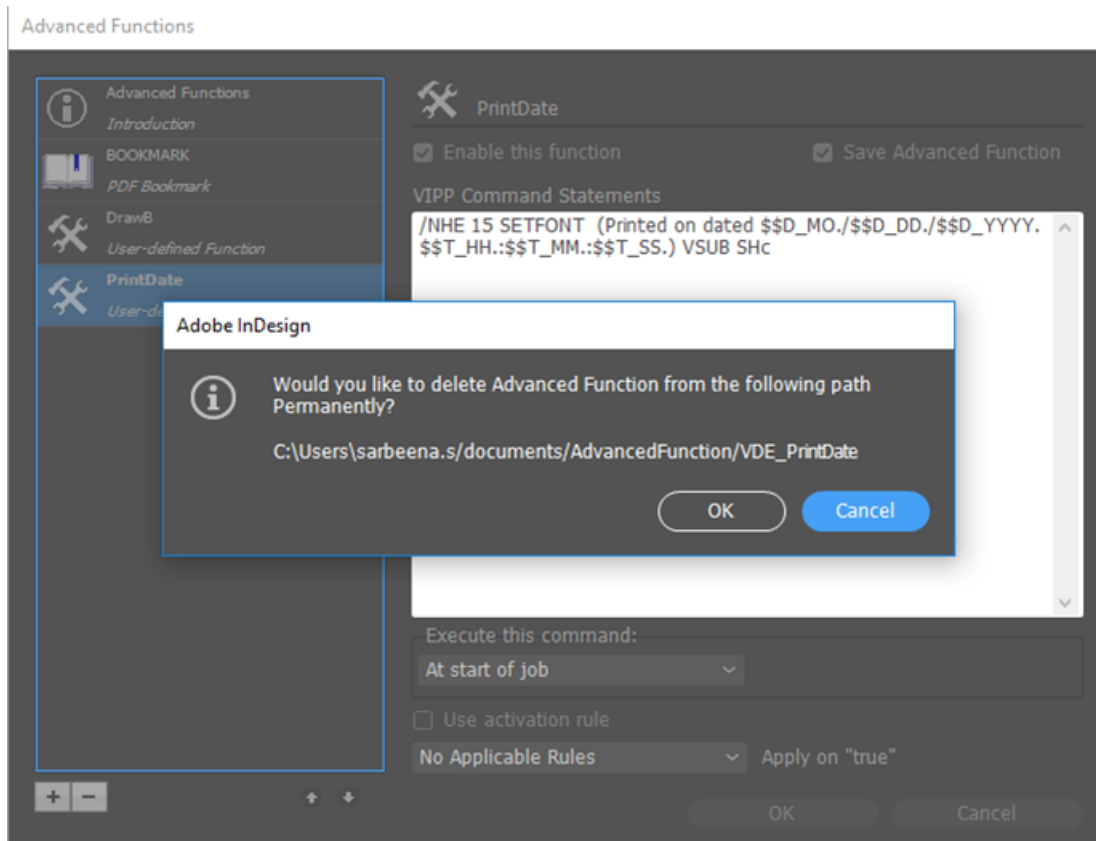 Advanced Functions
Advanced Functions
Introduction
BOOKMARK
PDF Bookmark
DrawB
User-defined Function
PrintDate
User-de
PrintDate
Enable this function
Save Advanced Function
VIPP Command Statements
/NHE 15 SETFONT  (Printed on dated $$D_MO./$$D_DD./$$D_YYYY.
$$T_HH.:$$T_MM.:$$T_SS.) VSUB SHc
Adobe InDesign
Would you like to delete Advanced Function from the following path
Permanently?
C:\Users\sarbeena.s/documents/AdvancedFunction/VDE_PrintDate
OK
Cancel
Execute this command:
At start of job
Use activation rule
No Applicable Rules
Apply on "true"
+ −
OK
Cancel